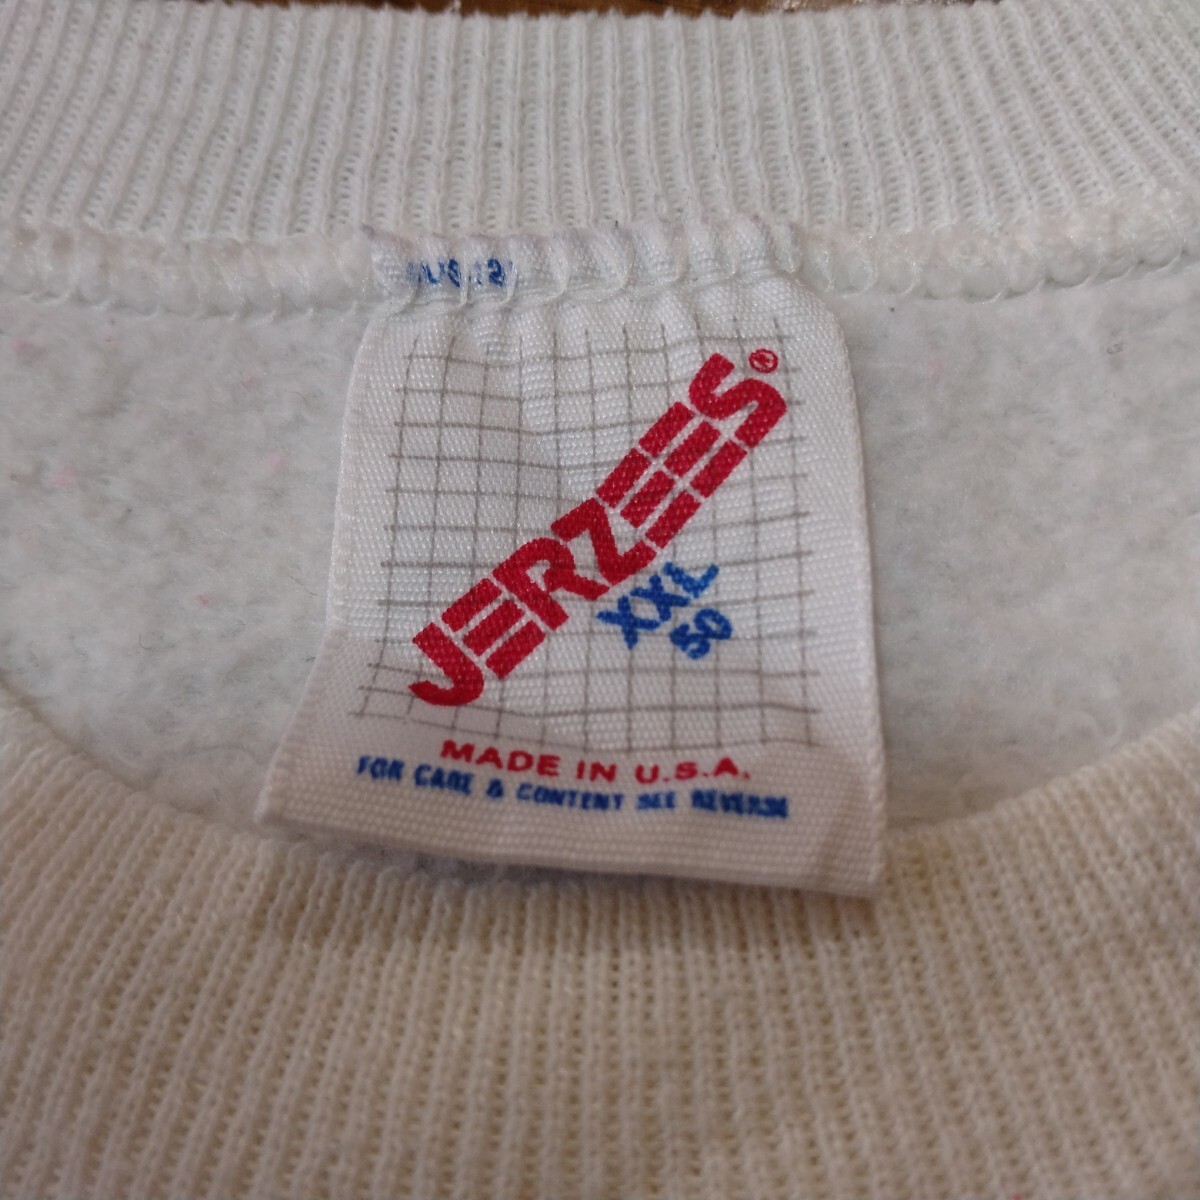 JERZEES®
XXL
50
MADE IN U.S.A.
FOR CARE & CONTENT SEE REVERSE